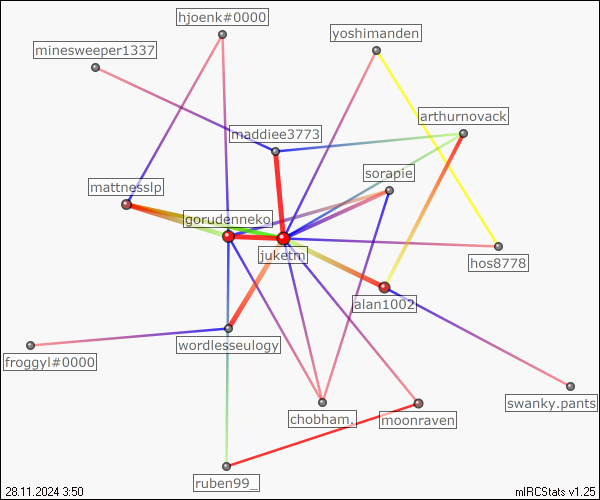 hjoenk#0000
yoshimanden
minesweeper1337
arthurnovack
maddiee3773
sorapie
mattnesslp
gorudenneko
juketm
hos8778
alan1002
wordlesseulogy
froggyl#0000
swanky.pants
chobham.
moonraven
ruben99_
28.11.2024 3:50
mIRCStats v1.25